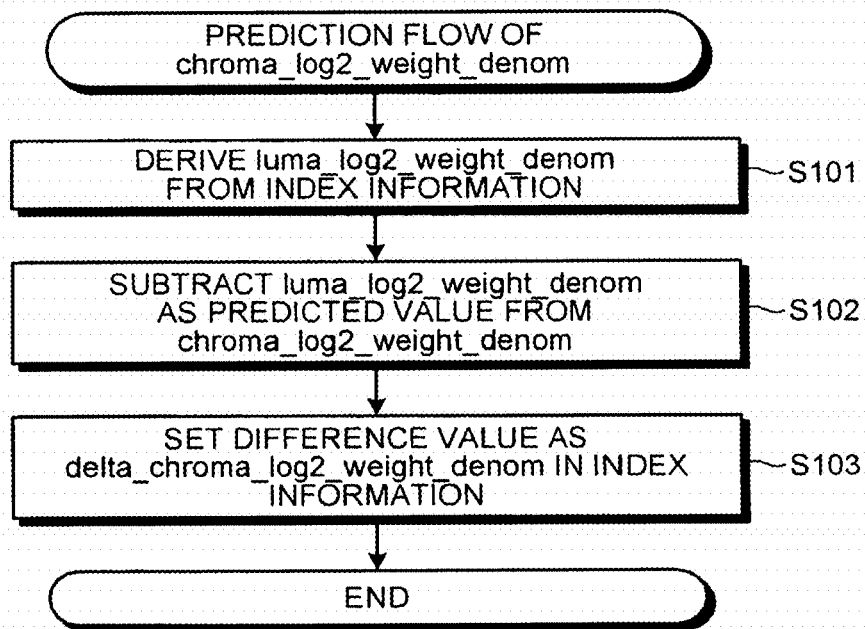 PREDICTION FLOW OF
chroma_log2_weight_denom
DERIVE luma_log2_weight_denom
FROM INDEX INFORMATION
S101
SUBTRACT luma_log2_weight_denom
AS PREDICTED VALUE FROM
chroma_log2_weight_denom
S102
SET DIFFERENCE VALUE AS
delta_chroma_log2_weight_denom IN INDEX
INFORMATION
S103
END